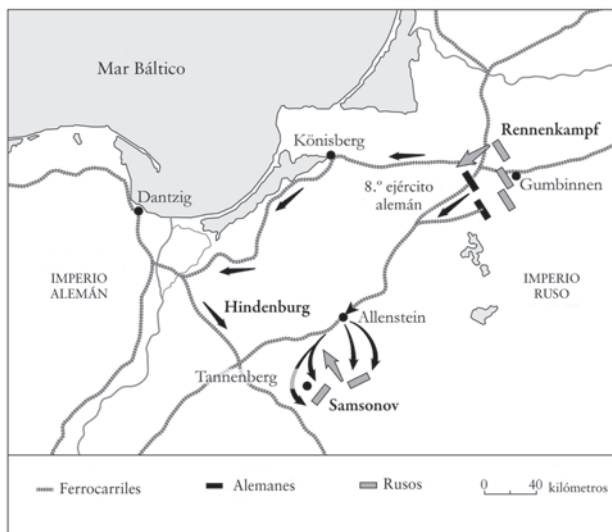 Mar Báltico
Rennenkampf
Könisberg
8.º ejército
alemán
Gumbinnen
Dantzig
IMPERIO
ALEMÁN
IMPERIO
RUSO
Hindenburg
Allenstein
Tannenberg
Samsonov
Ferrocarriles
Alemanes
Rusos
0 40 kilómetros